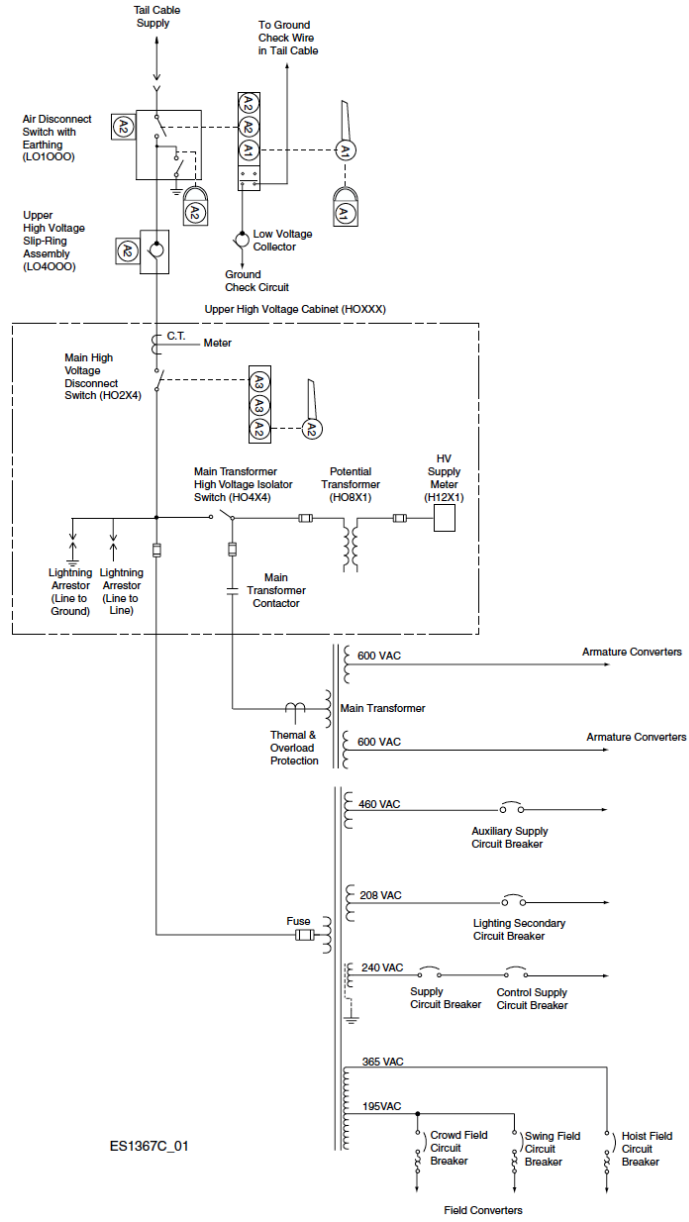 Tail Cable
Supply
To Ground
Check Wire
in Tail Cable
Air Disconnect
Switch with
Earthing
(LO1OOO)
A2
A2
A2
A1
A1
A2
A1
Upper
High Voltage
Slip-Ring
Assembly
(LO4OOO)
A2
Low Voltage
Collector
Ground
Check Circuit
Upper High Voltage Cabinet (HOXXX)
C.T.
Meter
Main High
Voltage
Disconnect
Switch (HO2X4)
A3
A3
A2
A2
Main Transformer
High Voltage Isolator
Switch (HO4X4)
Potential
Transformer
(HO8X1)
HV
Supply
Meter
(H12X1)
Lightning
Arrestor
(Line to
Ground)
Lightning
Arrestor
(Line to
Line)
Main
Transformer
Contactor
600 VAC
Armature Converters
Main Transformer
Themal &
Overload
Protection
600 VAC
Armature Converters
460 VAC
Auxiliary Supply
Circuit Breaker
208 VAC
Lighting Secondary
Circuit Breaker
Fuse
240 VAC
Supply
Circuit Breaker
Control Supply
Circuit Breaker
365 VAC
195VAC
Crowd Field
Circuit
Breaker
Swing Field
Circuit
Breaker
Hoist Field
Circuit
Breaker
ES1367C_01
Field Converters